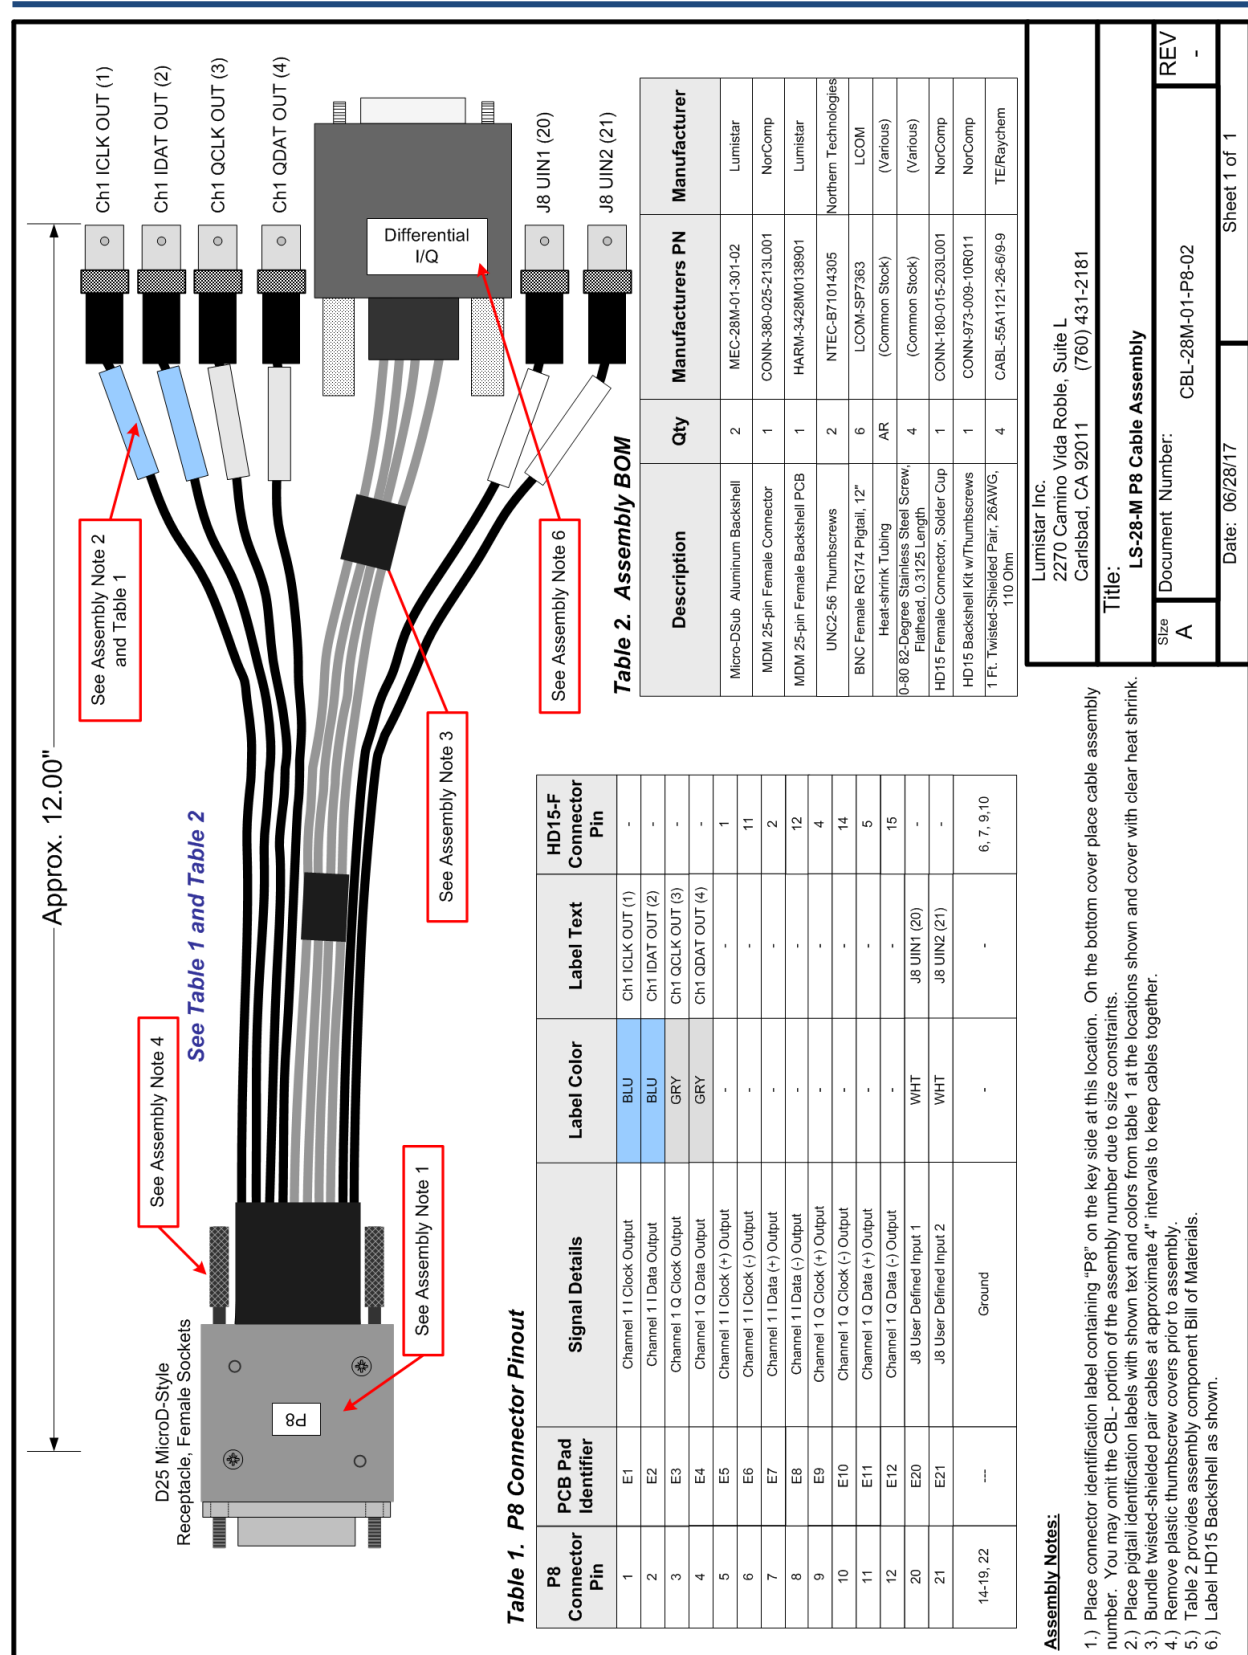 Approx. 12.00"
Ch1 ICLK OUT (1)
Ch1 IDAT OUT (2)
Ch1 QCLK OUT (3)
Ch1 QDAT OUT (4)
Differential
I/Q
J8 UIN1 (20)
J8 UIN2 (21)
See Assembly Note 2
and Table 1
See Assembly Note 6
See Assembly Note 3
See Table 1 and Table 2
See Assembly Note 4
See Assembly Note 1
D25 MicroD-Style
Receptacle, Female Sockets
P8
Table 1. P8 Connector Pinout
P8 Connector Pin | PCB Pad Identifier | Signal Details | Label Color | Label Text | HD15-F Connector Pin
1 | E1 | Channel 1 I Clock Output | BLU | Ch1 ICLK OUT (1) | -
2 | E2 | Channel 1 I Data Output | BLU | Ch1 IDAT OUT (2) | -
3 | E3 | Channel 1 Q Clock Output | GRY | Ch1 QCLK OUT (3) | -
4 | E4 | Channel 1 Q Data Output | GRY | Ch1 QDAT OUT (4) | -
5 | E5 | Channel 1 I Clock (+) Output | - | - | 1
6 | E6 | Channel 1 I Clock (-) Output | - | - | 11
7 | E7 | Channel 1 I Data (+) Output | - | - | 2
8 | E8 | Channel 1 I Data (-) Output | - | - | 12
9 | E9 | Channel 1 Q Clock (+) Output | - | - | 4
10 | E10 | Channel 1 Q Clock (-) Output | - | - | 14
11 | E11 | Channel 1 Q Data (+) Output | - | - | 5
12 | E12 | Channel 1 Q Data (-) Output | - | - | 15
20 | E20 | J8 User Defined Input 1 | WHT | J8 UIN1 (20) | -
21 | E21 | J8 User Defined Input 2 | WHT | J8 UIN2 (21) | -
14-19, 22 | --- | Ground | - | - | 6, 7, 9,10
Table 2. Assembly BOM
Description | Qty | Manufacturers PN | Manufacturer
Micro-DSub Aluminum Backshell | 2 | MEC-28M-01-301-02 | Lumistar
MDM 25-pin Female Connector | 1 | CONN-380-025-213L001 | NorComp
MDM 25-pin Female Backshell PCB | 1 | HARM-3428M0138901 | Lumistar
UNC2-56 Thumbscrews | 2 | NTEC-B71014305 | Northern Technologies
BNC Female RG174 Pigtail, 12" | 6 | LCOM-SP7363 | LCOM
Heat-shrink Tubing | AR | (Common Stock) | (Various)
0-80 82-Degree Stainless Steel Screw, Flathead, 0.3125 Length | 4 | (Common Stock) | (Various)
HD15 Female Connector, Solder Cup | 1 | CONN-180-015-203L001 | NorComp
HD15 Backshell Kit w/Thumbscrews | 1 | CONN-973-009-10R011 | NorComp
1 Ft. Twisted-Shielded Pair, 26AWG, 110 Ohm | 4 | CABL-55A1121-26-6/9-9 | TE/Raychem
Assembly Notes:
1.) Place connector identification label containing "P8" on the key side at this location. On the bottom cover place cable assembly
number. You may omit the CBL- portion of the assembly number due to size constraints.
2.) Place pigtail identification labels with shown text and colors from table 1 at the locations shown and cover with clear heat shrink.
3.) Bundle twisted-shielded pair cables at approximate 4" intervals to keep cables together.
4.) Remove plastic thumbscrew covers prior to assembly.
5.) Table 2 provides assembly component Bill of Materials.
6.) Label HD15 Backshell as shown.
Lumistar Inc.
2270 Camino Vida Roble, Suite L
Carlsbad, CA 92011 (760) 431-2181
Title:
LS-28-M P8 Cable Assembly
Size
A
Document Number:
CBL-28M-01-P8-02
REV
-
Date: 06/28/17
Sheet 1 of 1